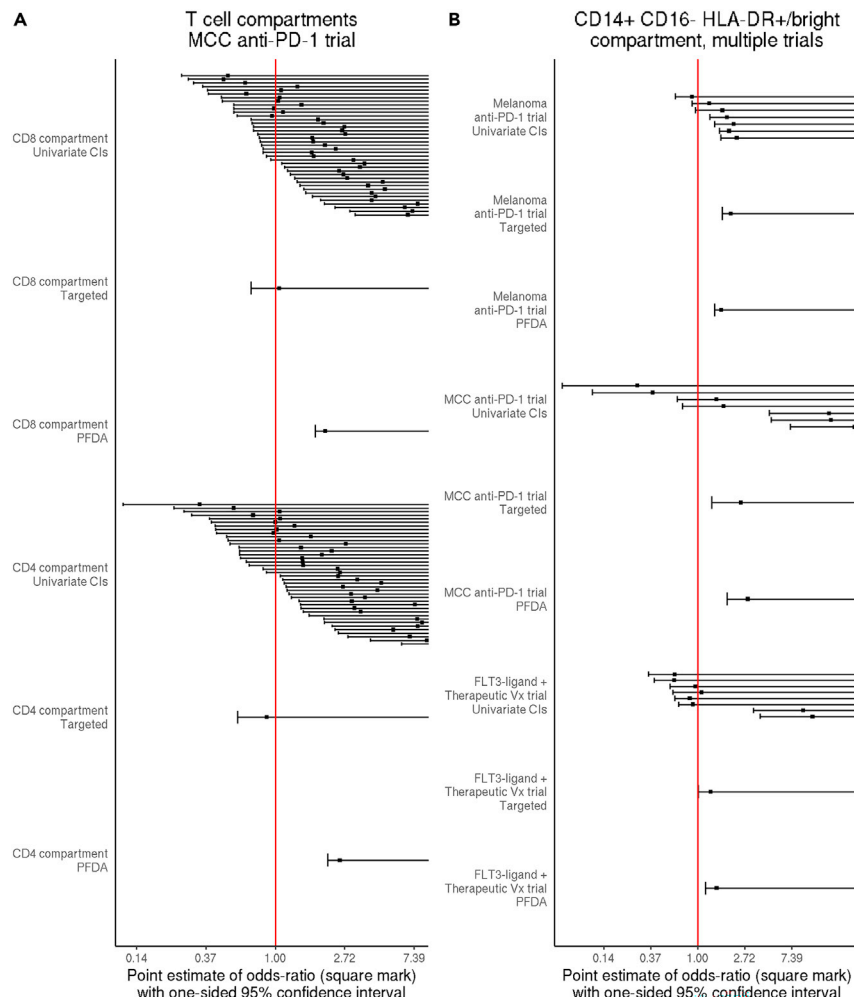 A
T cell compartments
MCC anti-PD-1 trial
CD8 compartment
Univariate CIs
CD8 compartment
Targeted
CD8 compartment
PFDA
CD4 compartment
Univariate CIs
CD4 compartment
Targeted
CD4 compartment
PFDA
0.14 0.37 1.00 2.72 7.39
Point estimate of odds-ratio (square mark)
with one-sided 95% confidence interval
B
CD14+ CD16- HLA-DR+/bright
compartment, multiple trials
Melanoma
anti-PD-1 trial
Univariate CIs
Melanoma
anti-PD-1 trial
Targeted
Melanoma
anti-PD-1 trial
PFDA
MCC anti-PD-1 trial
Univariate CIs
MCC anti-PD-1 trial
Targeted
MCC anti-PD-1 trial
PFDA
FLT3-ligand +
Therapeutic Vx trial
Univariate CIs
FLT3-ligand +
Therapeutic Vx trial
Targeted
FLT3-ligand +
Therapeutic Vx trial
PFDA
0.14 0.37 1.00 2.72 7.39
Point estimate of odds-ratio (square mark)
with one-sided 95% confidence interval